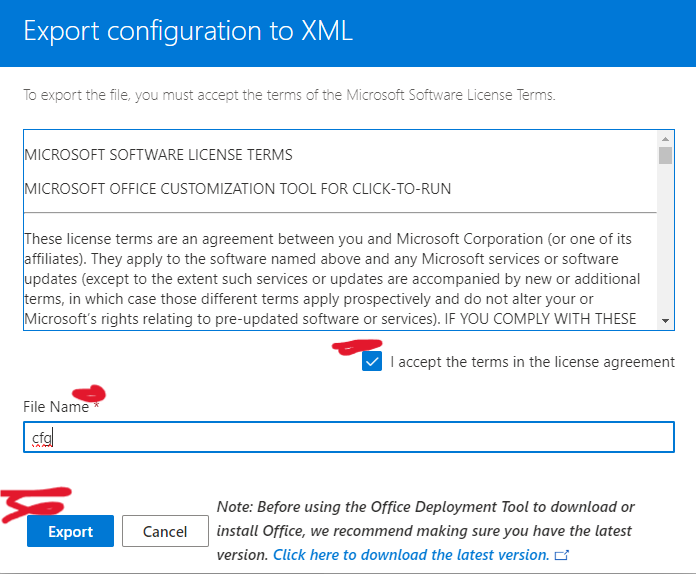 Export configuration to XML
To export the file, you must accept the terms of the Microsoft Software License Terms.
MICROSOFT SOFTWARE LICENSE TERMS
MICROSOFT OFFICE CUSTOMIZATION TOOL FOR CLICK-TO-RUN
These license terms are an agreement between you and Microsoft Corporation (or one of its
affiliates). They apply to the software named above and any Microsoft services or software
updates (except to the extent such services or updates are accompanied by new or additional
terms, in which case those different terms apply prospectively and do not alter your or
Microsoft's rights relating to pre-updated software or services). IF YOU COMPLY WITH THESE
I accept the terms in the license agreement
File Name *
cfg
Export
Cancel
Note: Before using the Office Deployment Tool to download or
install Office, we recommend making sure you have the latest
version. Click here to download the latest version.